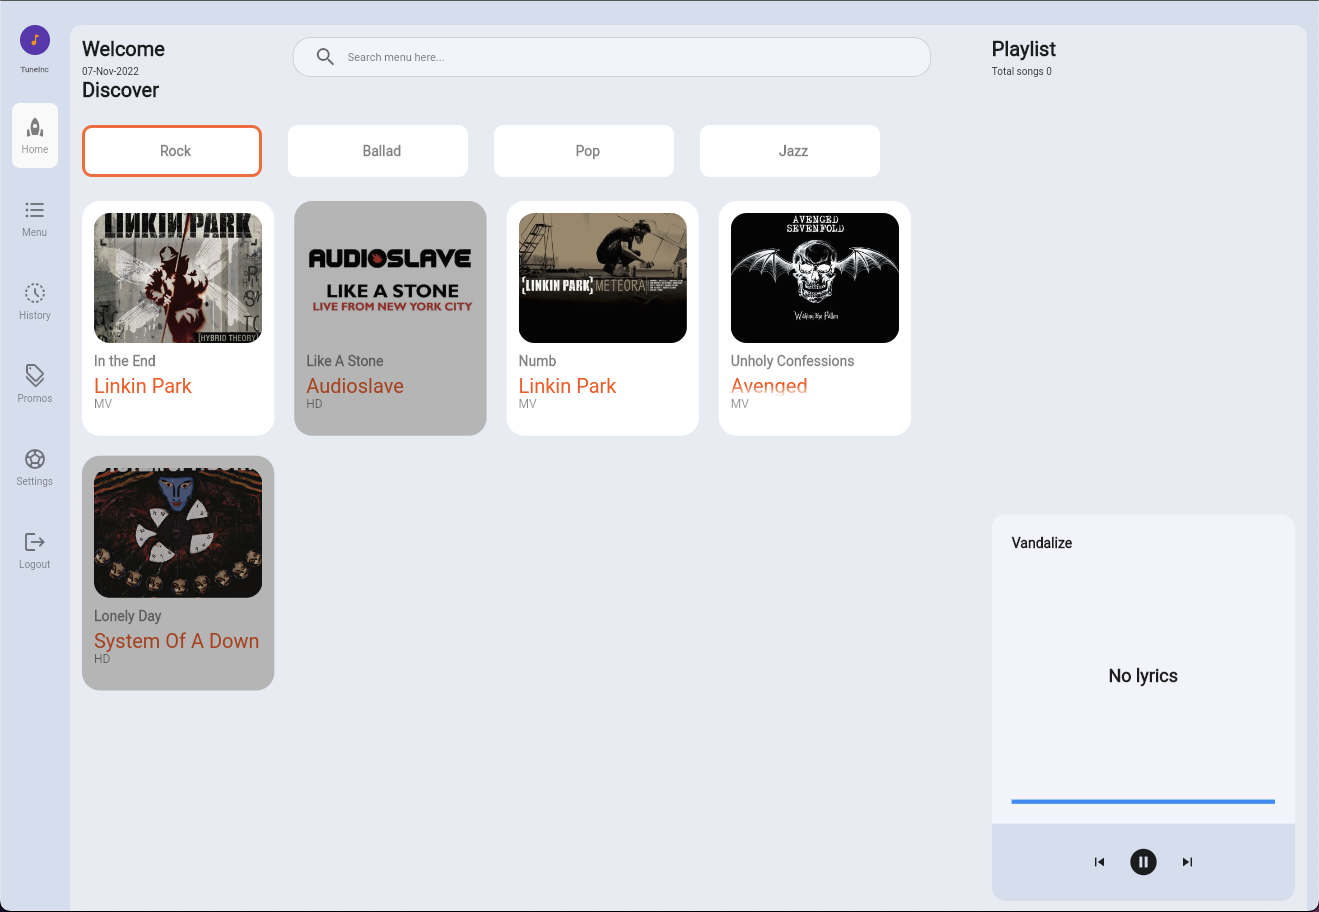 TuneInc
Home
Menu
History
Promos
Settings
Logout
Welcome
07-Nov-2022
Discover
Search menu here...
Playlist
Total songs 0
Rock
Ballad
Pop
Jazz
LINKIN PARK
[HYBRID THEORY]
In the End
Linkin Park
MV
AUDIOSLAVE
LIKE A STONE
LIVE FROM NEW YORK CITY
Like A Stone
Audioslave
HD
[LINKIN PARK] METEORA
Numb
Linkin Park
MV
AVENGED
SEVENFOLD
Waking the Fallen
Unholy Confessions
Avenged
MV
Lonely Day
System Of A Down
HD
Vandalize
No lyrics